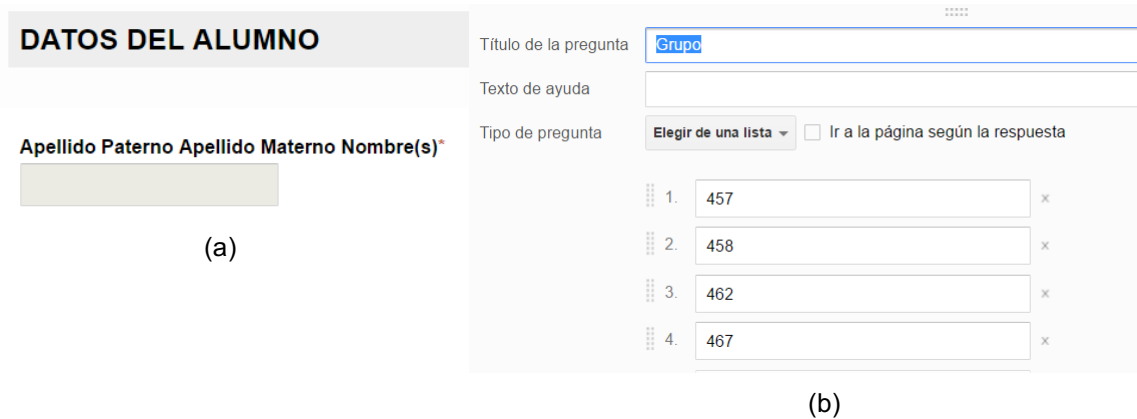 DATOS DEL ALUMNO
Apellido Paterno Apellido Materno Nombre(s)*
(a)
Título de la pregunta Grupo
Texto de ayuda
Tipo de pregunta Elegir de una lista Ir a la página según la respuesta
1. 457 x
2. 458 x
3. 462 x
4. 467 x
(b)